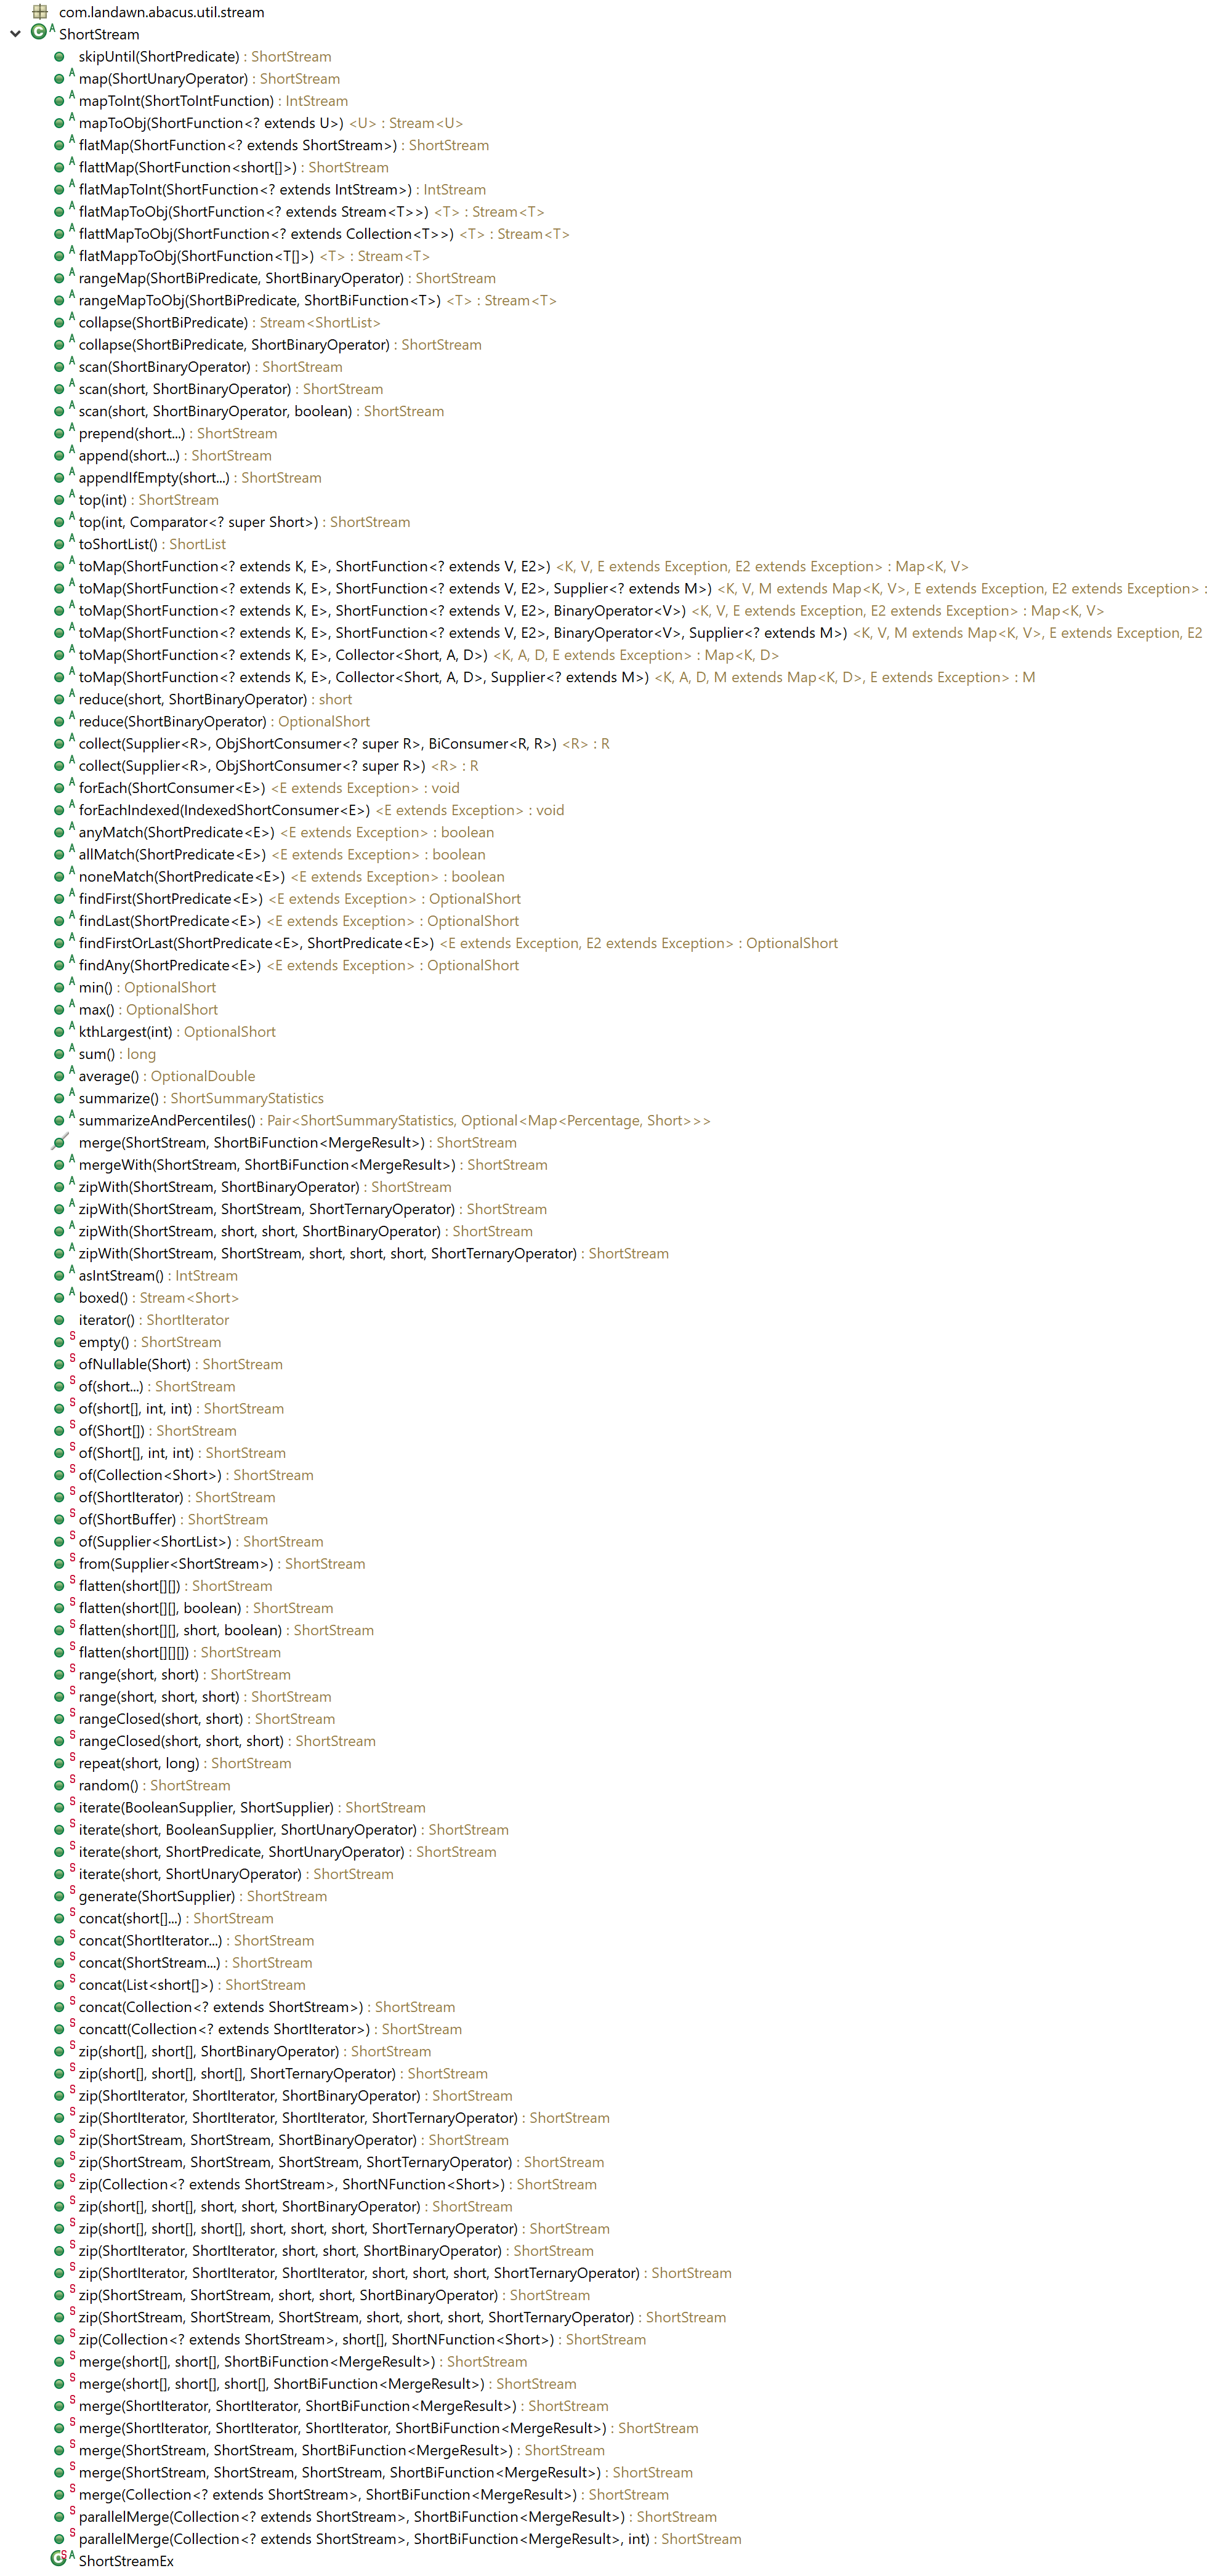 com.landawn.abacus.util.stream
ShortStream
skipUntil(ShortPredicate) : ShortStream
map(ShortUnaryOperator) : ShortStream
mapToInt(ShortToIntFunction) : IntStream
mapToObj(ShortFunction<? extends U>) <U> : Stream<U>
flatMap(ShortFunction<? extends ShortStream>) : ShortStream
flattMap(ShortFunction<short[]>) : ShortStream
flatMapToInt(ShortFunction<? extends IntStream>) : IntStream
flatMapToObj(ShortFunction<? extends Stream<T>>) <T> : Stream<T>
flattMapToObj(ShortFunction<? extends Collection<T>>) <T> : Stream<T>
flatMappToObj(ShortFunction<T[]>) <T> : Stream<T>
rangeMap(ShortBiPredicate, ShortBinaryOperator) : ShortStream
rangeMapToObj(ShortBiPredicate, ShortBiFunction<T>) <T> : Stream<T>
collapse(ShortBiPredicate) : Stream<ShortList>
collapse(ShortBiPredicate, ShortBinaryOperator) : ShortStream
scan(ShortBinaryOperator) : ShortStream
scan(short, ShortBinaryOperator) : ShortStream
scan(short, ShortBinaryOperator, boolean) : ShortStream
prepend(short...) : ShortStream
append(short...) : ShortStream
appendIfEmpty(short...) : ShortStream
top(int) : ShortStream
top(int, Comparator<? super Short>) : ShortStream
toShortList() : ShortList
toMap(ShortFunction<? extends K, E>, ShortFunction<? extends V, E2>) <K, V, E extends Exception, E2 extends Exception> : Map<K, V>
toMap(ShortFunction<? extends K, E>, ShortFunction<? extends V, E2>, Supplier<? extends M>) <K, V, M extends Map<K, V>, E extends Exception, E2 extends Exception> :
toMap(ShortFunction<? extends K, E>, ShortFunction<? extends V, E2>, BinaryOperator<V>) <K, V, E extends Exception, E2 extends Exception> : Map<K, V>
toMap(ShortFunction<? extends K, E>, ShortFunction<? extends V, E2>, BinaryOperator<V>, Supplier<? extends M>) <K, V, M extends Map<K, V>, E extends Exception, E2
toMap(ShortFunction<? extends K, E>, Collector<Short, A, D>) <K, A, D, E extends Exception> : Map<K, D>
toMap(ShortFunction<? extends K, E>, Collector<Short, A, D>, Supplier<? extends M>) <K, A, D, M extends Map<K, D>, E extends Exception> : M
reduce(short, ShortBinaryOperator) : short
reduce(ShortBinaryOperator) : OptionalShort
collect(Supplier<R>, ObjShortConsumer<? super R>, BiConsumer<R, R>) <R> : R
collect(Supplier<R>, ObjShortConsumer<? super R>) <R> : R
forEach(ShortConsumer<E>) <E extends Exception> : void
forEachIndexed(IndexedShortConsumer<E>) <E extends Exception> : void
anyMatch(ShortPredicate<E>) <E extends Exception> : boolean
allMatch(ShortPredicate<E>) <E extends Exception> : boolean
noneMatch(ShortPredicate<E>) <E extends Exception> : boolean
findFirst(ShortPredicate<E>) <E extends Exception> : OptionalShort
findLast(ShortPredicate<E>) <E extends Exception> : OptionalShort
findFirstOrLast(ShortPredicate<E>, ShortPredicate<E>) <E extends Exception, E2 extends Exception> : OptionalShort
findAny(ShortPredicate<E>) <E extends Exception> : OptionalShort
min() : OptionalShort
max() : OptionalShort
kthLargest(int) : OptionalShort
sum() : long
average() : OptionalDouble
summarize() : ShortSummaryStatistics
summarizeAndPercentiles() : Pair<ShortSummaryStatistics, Optional<Map<Percentage, Short>>>
merge(ShortStream, ShortBiFunction<MergeResult>) : ShortStream
mergeWith(ShortStream, ShortBiFunction<MergeResult>) : ShortStream
zipWith(ShortStream, ShortBinaryOperator) : ShortStream
zipWith(ShortStream, ShortStream, ShortTernaryOperator) : ShortStream
zipWith(ShortStream, short, short, ShortBinaryOperator) : ShortStream
zipWith(ShortStream, ShortStream, short, short, short, ShortTernaryOperator) : ShortStream
asIntStream() : IntStream
boxed() : Stream<Short>
iterator() : ShortIterator
empty() : ShortStream
ofNullable(Short) : ShortStream
of(short...) : ShortStream
of(short[], int, int) : ShortStream
of(Short[]) : ShortStream
of(Short[], int, int) : ShortStream
of(Collection<Short>) : ShortStream
of(ShortIterator) : ShortStream
of(ShortBuffer) : ShortStream
of(Supplier<ShortList>) : ShortStream
from(Supplier<ShortStream>) : ShortStream
flatten(short[][]) : ShortStream
flatten(short[][], boolean) : ShortStream
flatten(short[][], short, boolean) : ShortStream
flatten(short[][][]) : ShortStream
range(short, short) : ShortStream
range(short, short, short) : ShortStream
rangeClosed(short, short) : ShortStream
rangeClosed(short, short, short) : ShortStream
repeat(short, long) : ShortStream
random() : ShortStream
iterate(BooleanSupplier, ShortSupplier) : ShortStream
iterate(short, BooleanSupplier, ShortUnaryOperator) : ShortStream
iterate(short, ShortPredicate, ShortUnaryOperator) : ShortStream
iterate(short, ShortUnaryOperator) : ShortStream
generate(ShortSupplier) : ShortStream
concat(short[]...) : ShortStream
concat(ShortIterator...) : ShortStream
concat(ShortStream...) : ShortStream
concat(List<short[]>) : ShortStream
concat(Collection<? extends ShortStream>) : ShortStream
concatt(Collection<? extends ShortIterator>) : ShortStream
zip(short[], short[], ShortBinaryOperator) : ShortStream
zip(short[], short[], short[], ShortTernaryOperator) : ShortStream
zip(ShortIterator, ShortIterator, ShortBinaryOperator) : ShortStream
zip(ShortIterator, ShortIterator, ShortIterator, ShortTernaryOperator) : ShortStream
zip(ShortStream, ShortStream, ShortBinaryOperator) : ShortStream
zip(ShortStream, ShortStream, ShortStream, ShortTernaryOperator) : ShortStream
zip(Collection<? extends ShortStream>, ShortNFunction<Short>) : ShortStream
zip(short[], short[], short, short, ShortBinaryOperator) : ShortStream
zip(short[], short[], short[], short, short, short, ShortTernaryOperator) : ShortStream
zip(ShortIterator, ShortIterator, short, short, ShortBinaryOperator) : ShortStream
zip(ShortIterator, ShortIterator, ShortIterator, short, short, short, ShortTernaryOperator) : ShortStream
zip(ShortStream, ShortStream, short, short, ShortBinaryOperator) : ShortStream
zip(ShortStream, ShortStream, ShortStream, short, short, short, ShortTernaryOperator) : ShortStream
zip(Collection<? extends ShortStream>, short[], ShortNFunction<Short>) : ShortStream
merge(short[], short[], ShortBiFunction<MergeResult>) : ShortStream
merge(short[], short[], short[], ShortBiFunction<MergeResult>) : ShortStream
merge(ShortIterator, ShortIterator, ShortBiFunction<MergeResult>) : ShortStream
merge(ShortIterator, ShortIterator, ShortIterator, ShortBiFunction<MergeResult>) : ShortStream
merge(ShortStream, ShortStream, ShortBiFunction<MergeResult>) : ShortStream
merge(ShortStream, ShortStream, ShortStream, ShortBiFunction<MergeResult>) : ShortStream
merge(Collection<? extends ShortStream>, ShortBiFunction<MergeResult>) : ShortStream
parallelMerge(Collection<? extends ShortStream>, ShortBiFunction<MergeResult>) : ShortStream
parallelMerge(Collection<? extends ShortStream>, ShortBiFunction<MergeResult>, int) : ShortStream
ShortStreamEx